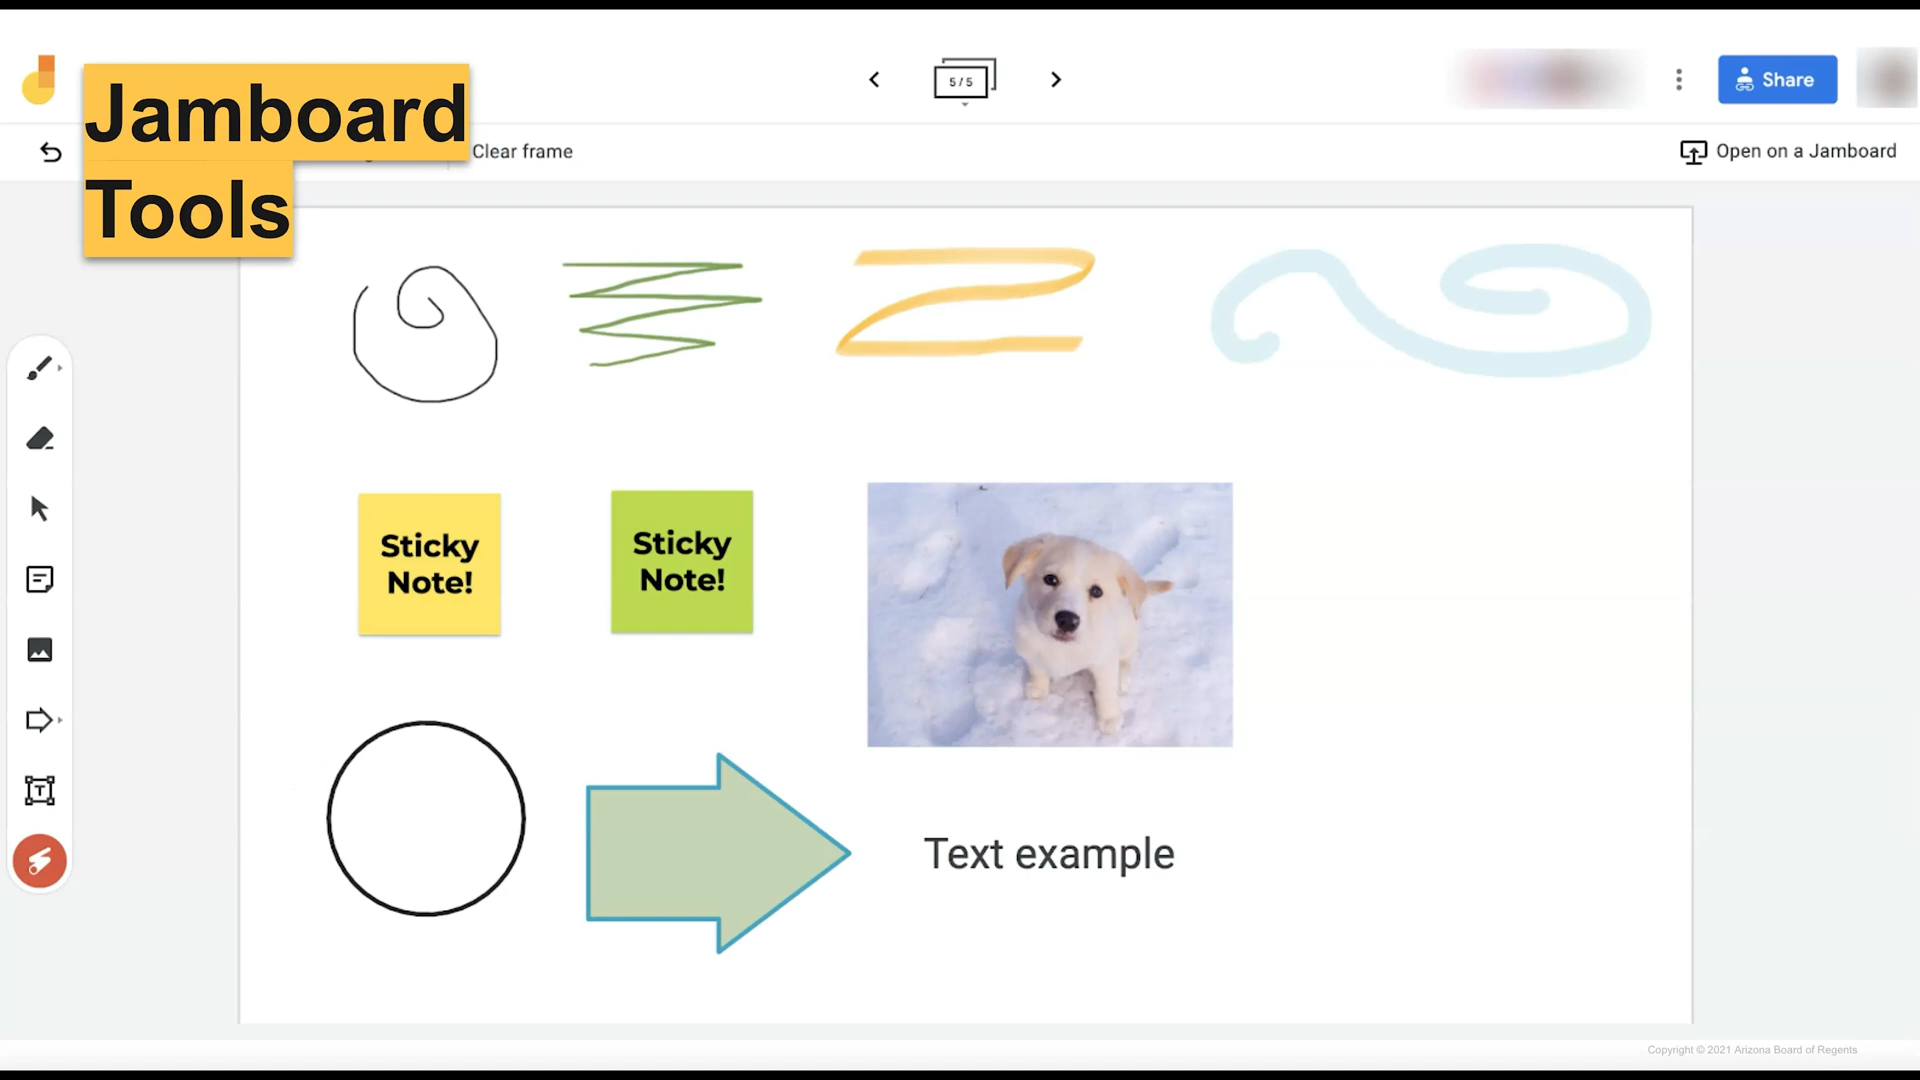 Jamboard
Tools
5 / 5
Share
Clear frame
Open on a Jamboard
Sticky
Note!
Sticky
Note!
Text example
Copyright © 2021 Arizona Board of Regents